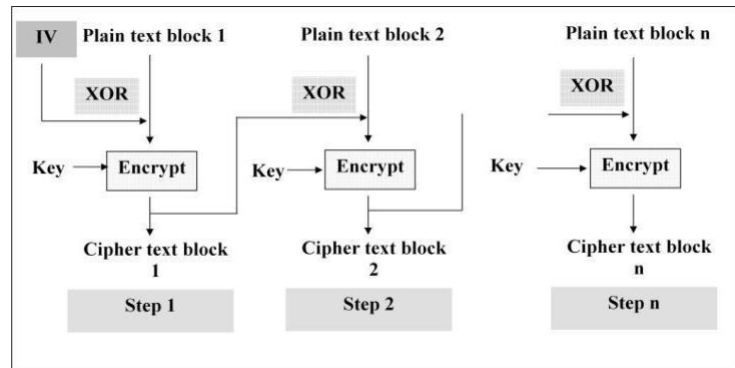 IV
Plain text block 1
Plain text block 2
Plain text block n
XOR
XOR
XOR
Key
Encrypt
Key
Encrypt
Key
Encrypt
Cipher text block
1
Cipher text block
2
Cipher text block
n
Step 1
Step 2
Step n